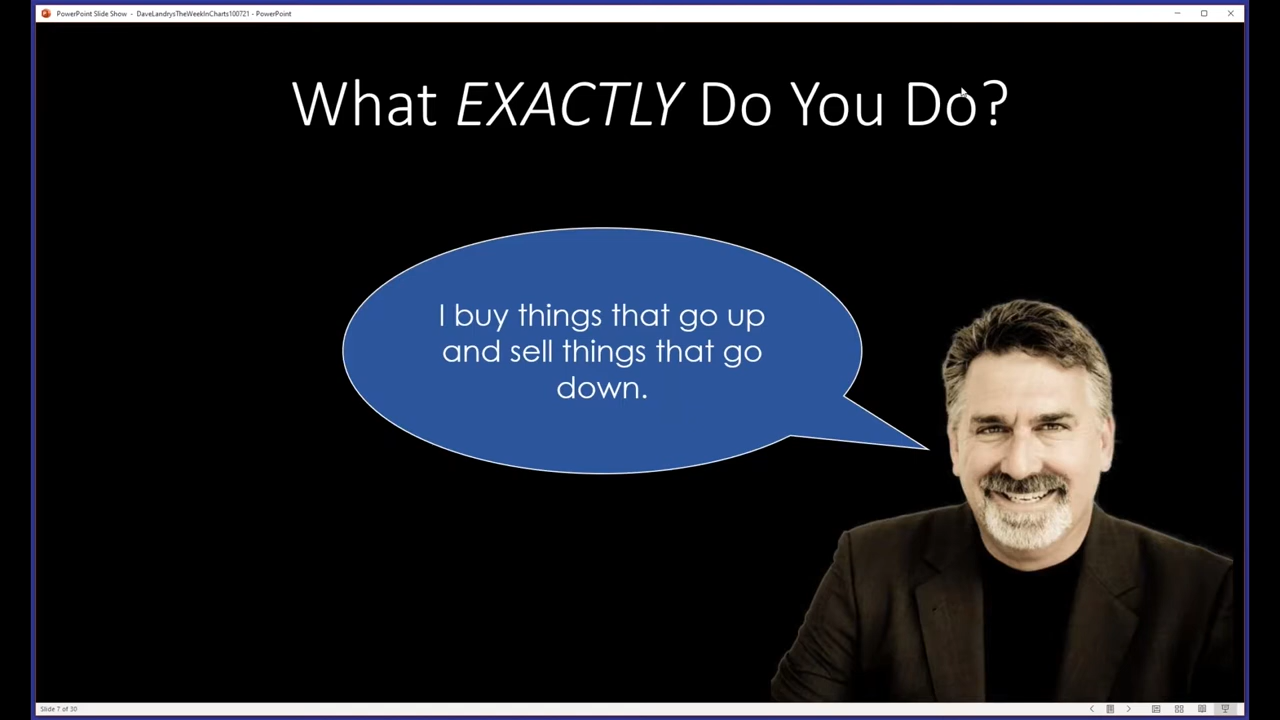 PowerPoint Slide Show - DaveLandrysTheWeekInCharts100721 - PowerPoint
What EXACTLY Do You Do?
I buy things that go up
and sell things that go
down.
Slide 7 of 30